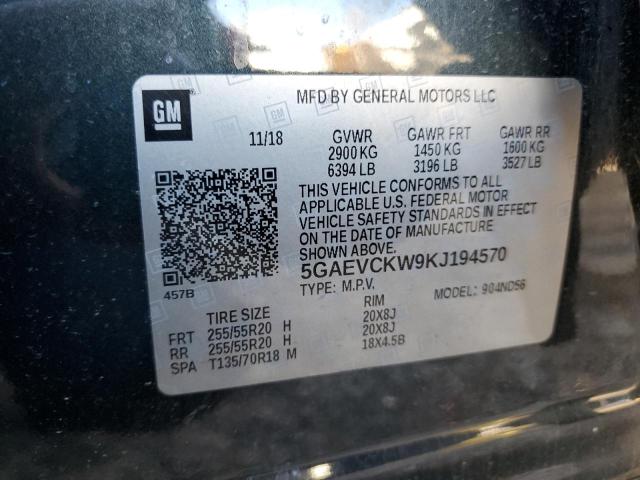 GM
MFD BY GENERAL MOTORS LLC
11/18 GVWR GAWR FRT GAWR RR
2900 KG 1450 KG 1600 KG
6394 LB 3196 LB 3527 LB
THIS VEHICLE CONFORMS TO ALL
APPLICABLE U.S. FEDERAL MOTOR
VEHICLE SAFETY STANDARDS IN EFFECT
ON THE DATE OF MANUFACTURE
SHOWN ABOVE.
457B
5GAEVCKW9KJ194570
TYPE: M.P.V. MODEL: 904ND56
TIRE SIZE RIM
FRT 255/55R20 H 20X8J
RR 255/55R20 H 20X8J
SPA T135/70R18 M 18X4.5B